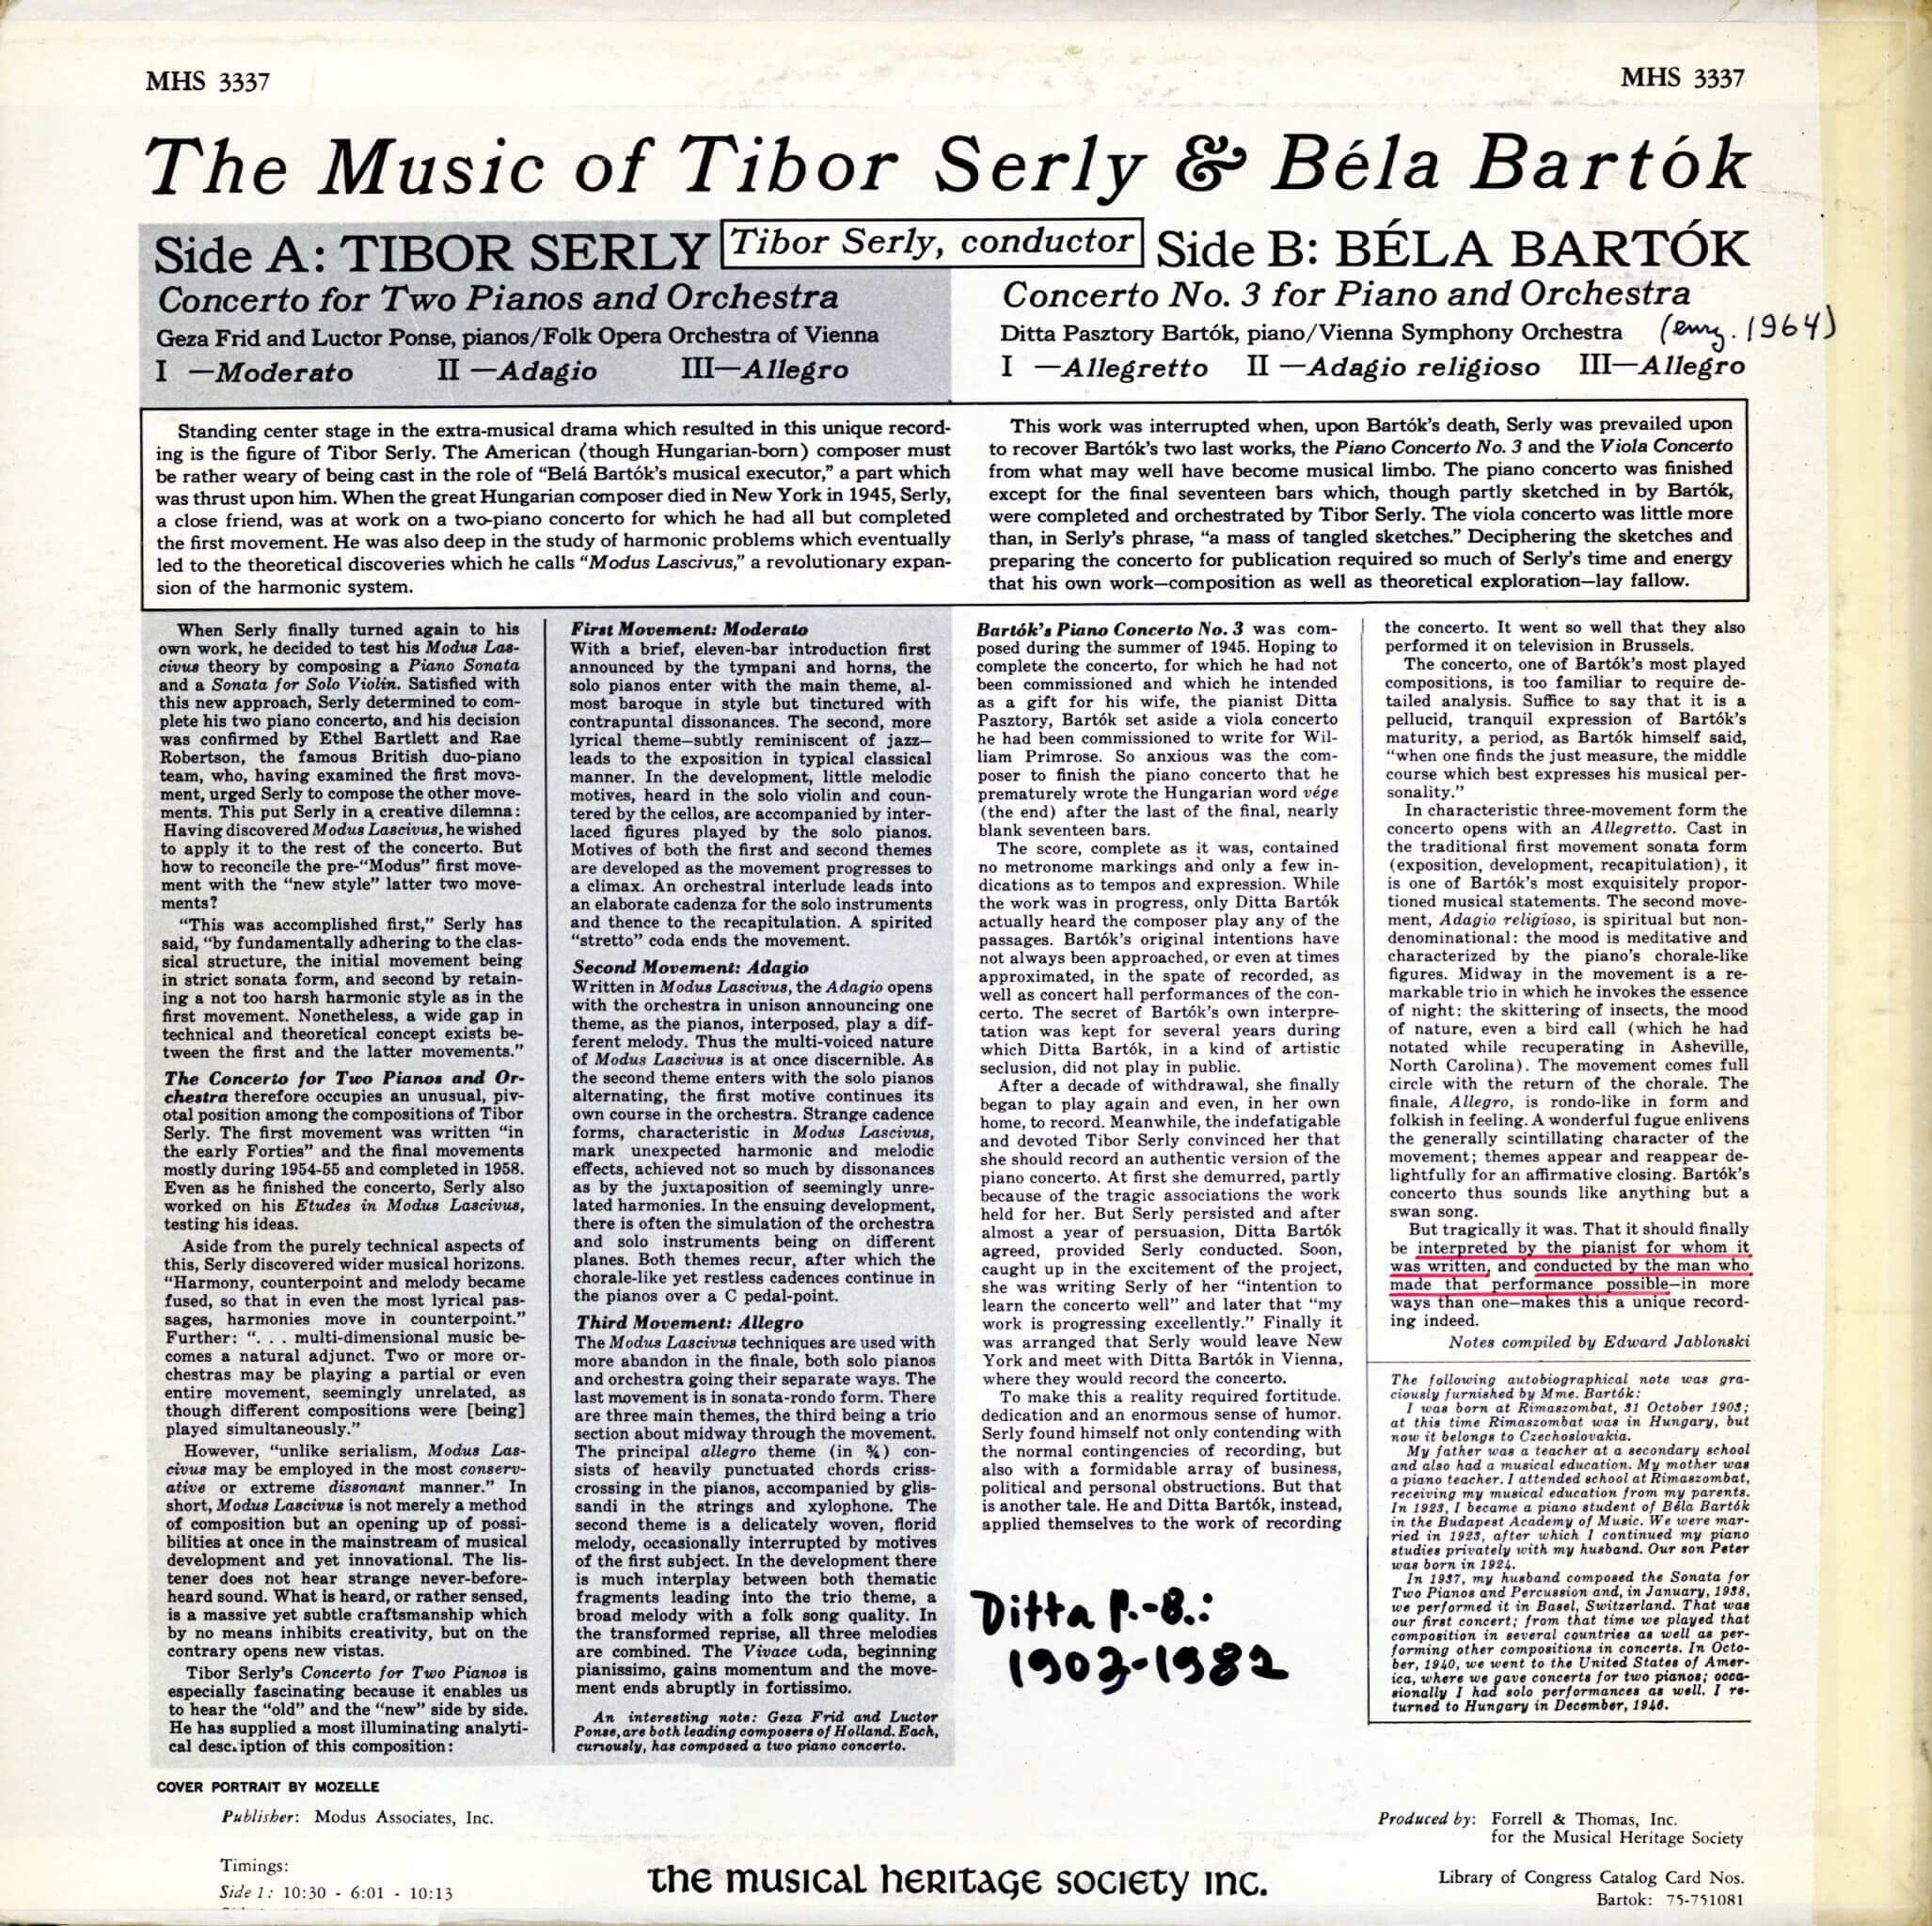 MHS 3337
MHS 3337
The Music of Tibor Serly & Béla Bartók
Side A: TIBOR SERLY
Tibor Serly, conductor
Side B: BÉLA BARTÓK
Concerto for Two Pianos and Orchestra
Geza Frid and Luctor Ponse, pianos/Folk Opera Orchestra of Vienna
I —Moderato II —Adagio III—Allegro
Concerto No. 3 for Piano and Orchestra
Ditta Pasztory Bartók, piano/Vienna Symphony Orchestra
1964)
I —Allegretto II —Adagio religioso III—Allegro
Standing center stage in the extra-musical drama which resulted in this unique record-
ing is the figure of Tibor Serly. The American (though Hungarian-born) composer must
be rather weary of being cast in the role of “Belá Bartók’s musical executor,” a part which
was thrust upon him. When the great Hungarian composer died in New York in 1945, Serly,
a close friend, was at work on a two-piano concerto for which he had all but completed
the first movement. He was also deep in the study of harmonic problems which eventually
led to the theoretical discoveries which he calls “Modus Lascivus,” a revolutionary expan-
sion of the harmonic system.
This work was interrupted when, upon Bartók’s death, Serly was prevailed upon
to recover Bartók’s two last works, the Piano Concerto No. 3 and the Viola Concerto
from what may well have become musical limbo. The piano concerto was finished
except for the final seventeen bars which, though partly sketched in by Bartók,
were completed and orchestrated by Tibor Serly. The viola concerto was little more
than, in Serly’s phrase, “a mass of tangled sketches.” Deciphering the sketches and
preparing the concerto for publication required so much of Serly’s time and energy
that his own work—composition as well as theoretical exploration—lay fallow.
When Serly finally turned again to his
own work, he decided to test his Modus Las-
civus theory by composing a Piano Sonata
and a Sonata for Solo Violin. Satisfied with
this new approach, Serly determined to com-
plete his two piano concerto, and his decision
was confirmed by Ethel Bartlett and Rae
Robertson, the famous British duo-piano
team, who, having examined the first move-
ment, urged Serly to compose the other move-
ments. This put Serly in a creative dilemna:
Having discovered Modus Lascivus, he wished
to apply it to the rest of the concerto. But
how to reconcile the pre-“Modus” first move-
ment with the “new style” latter two move-
ments?
“This was accomplished first,” Serly has
said, “by fundamentally adhering to the clas-
sical structure, the initial movement being
in strict sonata form, and second by retain-
ing a not too harsh harmonic style as in the
first movement. Nonetheless, a wide gap in
technical and theoretical concept exists be-
tween the first and the latter movements.”
The Concerto for Two Pianos and Or-
chestra therefore occupies an unusual, piv-
otal position among the compositions of Tibor
Serly. The first movement was written “in
the early Forties” and the final movements
mostly during 1954-55 and completed in 1958.
Even as he finished the concerto, Serly also
worked on his Etudes in Modus Lascivus,
testing his ideas.
Aside from the purely technical aspects of
this, Serly discovered wider musical horizons.
“Harmony, counterpoint and melody became
fused, so that in even the most lyrical pas-
sages, harmonies move in counterpoint.”
Further: “. . . multi-dimensional music be-
comes a natural adjunct. Two or more or-
chestras may be playing a partial or even
entire movement, seemingly unrelated, as
though different compositions were [being]
played simultaneously.”
However, “unlike serialism, Modus Las-
civus may be employed in the most conserv-
ative or extreme dissonant manner.” In
short, Modus Lascivus is not merely a method
of composition but an opening up of possi-
bilities at once in the mainstream of musical
development and yet innovational. The lis-
tener does not hear strange never-before-
heard sound. What is heard, or rather sensed,
is a massive yet subtle craftsmanship which
by no means inhibits creativity, but on the
contrary opens new vistas.
Tibor Serly’s Concerto for Two Pianos is
especially fascinating because it enables us
to hear the “old” and the “new” side by side.
He has supplied a most illuminating analyti-
cal description of this composition:
First Movement: Moderato
With a brief, eleven-bar introduction first
announced by the tympani and horns, the
solo pianos enter with the main theme, al-
most baroque in style but tinctured with
contrapuntal dissonances. The second, more
lyrical theme—subtly reminiscent of jazz—
leads to the exposition in typical classical
manner. In the development, little melodic
motives, heard in the solo violin and coun-
tered by the cellos, are accompanied by inter-
laced figures played by the solo pianos.
Motives of both the first and second themes
are developed as the movement progresses to
a climax. An orchestral interlude leads into
an elaborate cadenza for the solo instruments
and thence to the recapitulation. A spirited
“stretto” coda ends the movement.
Second Movement: Adagio
Written in Modus Lascivus, the Adagio opens
with the orchestra in unison announcing one
theme, as the pianos, interposed, play a dif-
ferent melody. Thus the multi-voiced nature
of Modus Lascivus is at once discernible. As
the second theme enters with the solo pianos
alternating, the first motive continues its
own course in the orchestra. Strange cadence
forms, characteristic in Modus Lascivus,
mark unexpected harmonic and melodic
effects, achieved not so much by dissonances
as by the juxtaposition of seemingly unre-
lated harmonies. In the ensuing development,
there is often the simulation of the orchestra
and solo instruments being on different
planes. Both themes recur, after which the
chorale-like yet restless cadences continue in
the pianos over a C pedal-point.
Third Movement: Allegro
The Modus Lascivus techniques are used with
more abandon in the finale, both solo pianos
and orchestra going their separate ways. The
last movement is in sonata-rondo form. There
are three main themes, the third being a trio
section about midway through the movement.
The principal allegro theme (in ¾) con-
sists of heavily punctuated chords criss-
crossing in the pianos, accompanied by glis-
sandi in the strings and xylophone. The
second theme is a delicately woven, florid
melody, occasionally interrupted by motives
of the first subject. In the development there
is much interplay between both thematic
fragments leading into the trio theme, a
broad melody with a folk song quality. In
the transformed reprise, all three melodies
are combined. The Vivace coda, beginning
pianissimo, gains momentum and the move-
ment ends abruptly in fortissimo.
An interesting note: Geza Frid and Luctor
Ponse, are both leading composers of Holland. Each,
curiously, has composed a two piano concerto.
Bartók’s Piano Concerto No. 3 was com-
posed during the summer of 1945. Hoping to
complete the concerto, for which he had not
been commissioned and which he intended
as a gift for his wife, the pianist Ditta
Pasztory, Bartók set aside a viola concerto
he had been commissioned to write for Wil-
liam Primrose. So anxious was the com-
poser to finish the piano concerto that he
prematurely wrote the Hungarian word vége
(the end) after the last of the final, nearly
blank seventeen bars.
The score, complete as it was, contained
no metronome markings and only a few in-
dications as to tempos and expression. While
the work was in progress, only Ditta Bartók
actually heard the composer play any of the
passages. Bartók’s original intentions have
not always been approached, or even at times
approximated, in the spate of recorded, as
well as concert hall performances of the con-
certo. The secret of Bartók’s own interpre-
tation was kept for several years during
which Ditta Bartók, in a kind of artistic
seclusion, did not play in public.
After a decade of withdrawal, she finally
began to play again and even, in her own
home, to record. Meanwhile, the indefatigable
and devoted Tibor Serly convinced her that
she should record an authentic version of the
piano concerto. At first she demurred, partly
because of the tragic associations the work
held for her. But Serly persisted and after
almost a year of persuasion, Ditta Bartók
agreed, provided Serly conducted. Soon,
caught up in the excitement of the project,
she was writing Serly of her “intention to
learn the concerto well” and later that “my
work is progressing excellently.” Finally it
was arranged that Serly would leave New
York and meet with Ditta Bartók in Vienna,
where they would record the concerto.
To make this a reality required fortitude.
dedication and an enormous sense of humor.
Serly found himself not only contending with
the normal contingencies of recording, but
also with a formidable array of business,
political and personal obstructions. But that
is another tale. He and Ditta Bartók, instead,
applied themselves to the work of recording
Ditta P.-B.:
1903-1982
the concerto. It went so well that they also
performed it on television in Brussels.
The concerto, one of Bartók’s most played
compositions, is too familiar to require de-
tailed analysis. Suffice to say that it is a
pellucid, tranquil expression of Bartók’s
maturity, a period, as Bartók himself said,
“when one finds the just measure, the middle
course which best expresses his musical per-
sonality.”
In characteristic three-movement form the
concerto opens with an Allegretto. Cast in
the traditional first movement sonata form
(exposition, development, recapitulation), it
is one of Bartók’s most exquisitely propor-
tioned musical statements. The second move-
ment, Adagio religioso, is spiritual but non-
denominational: the mood is meditative and
characterized by the piano’s chorale-like
figures. Midway in the movement is a re-
markable trio in which he invokes the essence
of night: the skittering of insects, the mood
of nature, even a bird call (which he had
notated while recuperating in Asheville,
North Carolina). The movement comes full
circle with the return of the chorale. The
finale, Allegro, is rondo-like in form and
folkish in feeling. A wonderful fugue enlivens
the generally scintillating character of the
movement; themes appear and reappear de-
lightfully for an affirmative closing. Bartók’s
concerto thus sounds like anything but a
swan song.
But tragically it was. That it should finally
be interpreted by the pianist for whom it
was written, and conducted by the man who
made that performance possible—in more
ways than one—makes this a unique record-
ing indeed.
Notes compiled by Edward Jablonski
The following autobiographical note was gra-
ciously furnished by Mme. Bartók:
I was born at Rimaszombat, 31 October 1903;
at this time Rimaszombat was in Hungary, but
now it belongs to Czechoslovakia.
My father was a teacher at a secondary school
and also had a musical education. My mother was
a piano teacher. I attended school at Rimaszombat,
receiving my musical education from my parents.
In 1923, I became a piano student of Béla Bartók
in the Budapest Academy of Music. We were mar-
ried in 1923, after which I continued my piano
studies privately with my husband. Our son Peter
was born in 1924.
In 1937, my husband composed the Sonata for
Two Pianos and Percussion and, in January, 1938,
we performed it in Basel, Switzerland. That was
our first concert; from that time we played that
composition in several countries as well as per-
forming other compositions in concerts. In Octo-
ber, 1940, we went to the United States of Amer-
ica, where we gave concerts for two pianos; occa-
sionally I had solo performances as well. I re-
turned to Hungary in December, 1946.
COVER PORTRAIT BY MOZELLE
Publisher: Modus Associates, Inc.
Timings:
Side 1: 10:30 - 6:01 - 10:13
the musical heritage society inc.
Produced by: Forrell & Thomas, Inc.
for the Musical Heritage Society
Library of Congress Catalog Card Nos.
Bartok: 75-751081